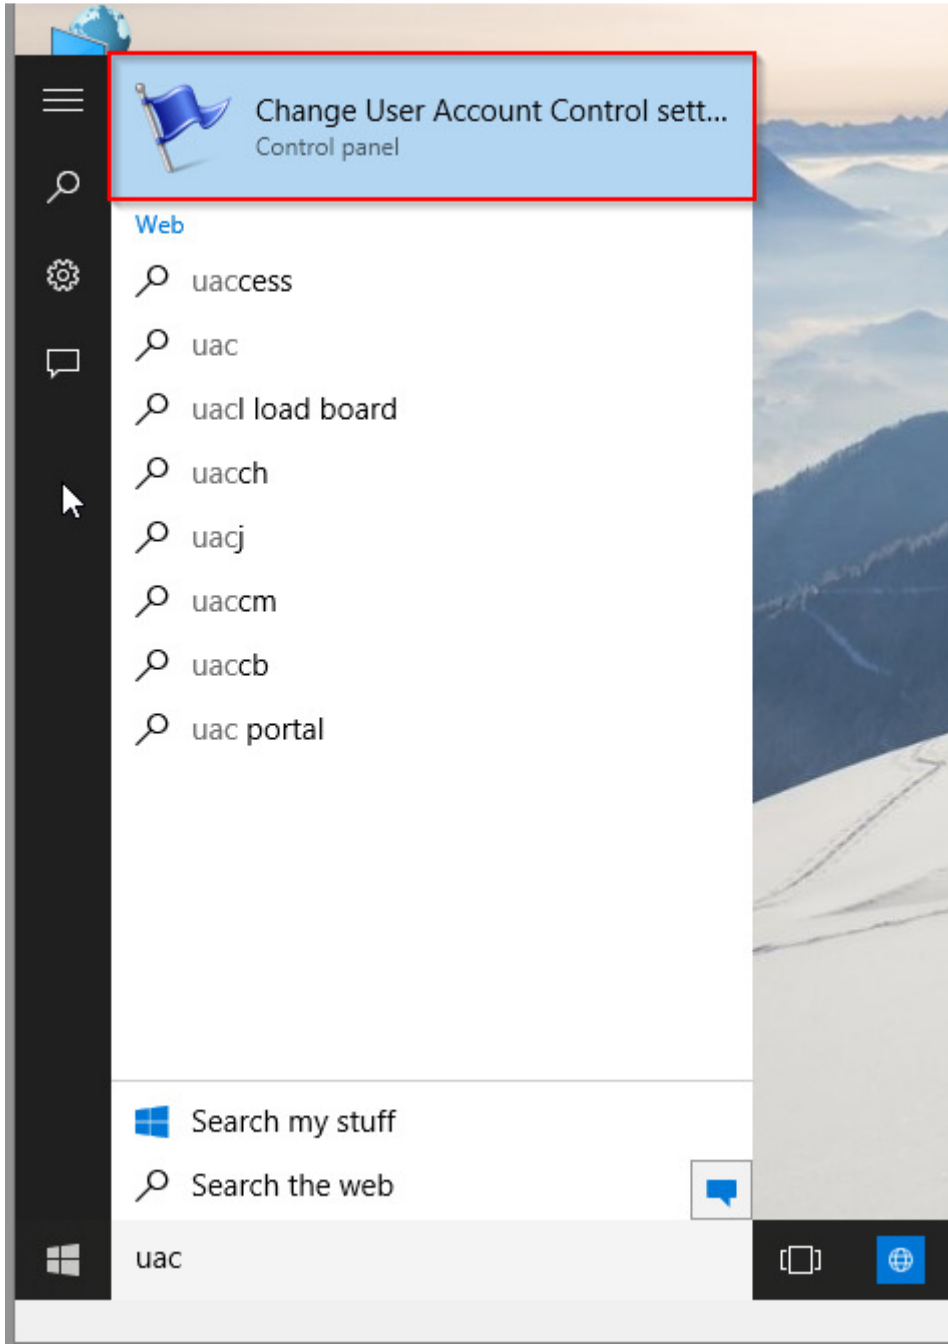 Change User Account Control sett...
Control panel
Web
uaccess
uac
uacl load board
uacch
uacj
uaccm
uaccb
uac portal
Search my stuff
Search the web
uac